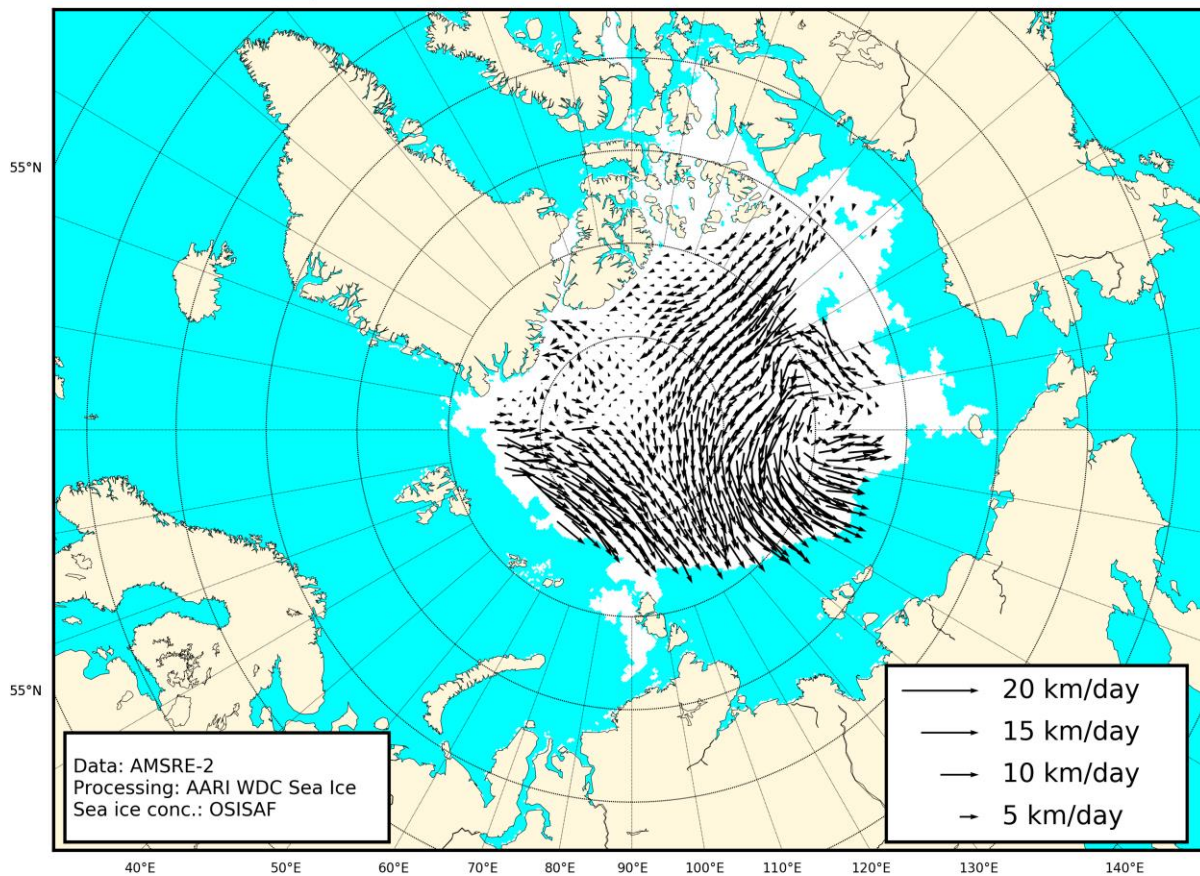 55°N
55°N
Data: AMSRE-2
Processing: AARI WDC Sea Ice
Sea ice conc.: OSISAF
20 km/day
15 km/day
10 km/day
5 km/day
40°E 50°E 60°E 70°E 80°E 90°E 100°E 110°E 120°E 130°E 140°E